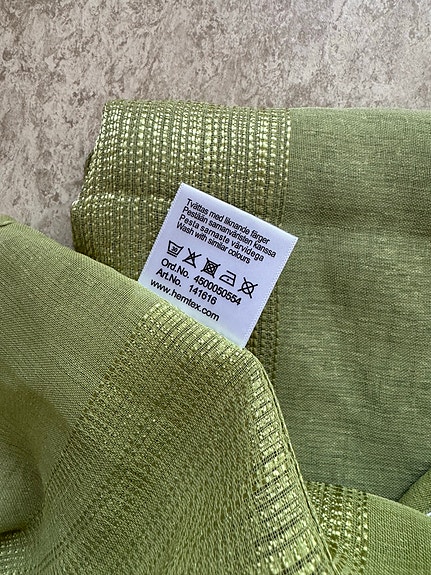 Tvättas med liknande färger
Pestään samanväristen kanssa
Pesta sarnaste värvidega
Wash with similar colours
Ord.No. 4500050554
Art.No. 141616
www.hemtex.com